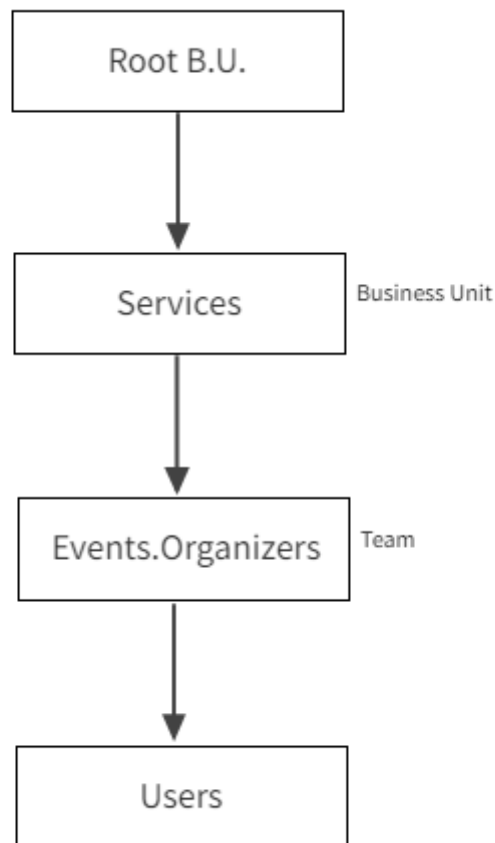 Root B.U.
Services
Business Unit
Events.Organizers
Team
Users